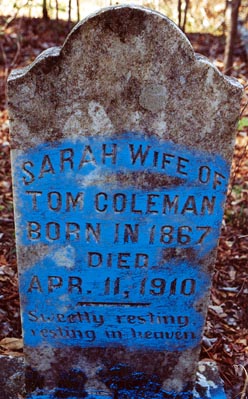 SARAH WIFE OF
TOM COLEMAN
BORN IN 1867
DIED
APR. 11, 1910
Sweetly resting,
resting in heaven